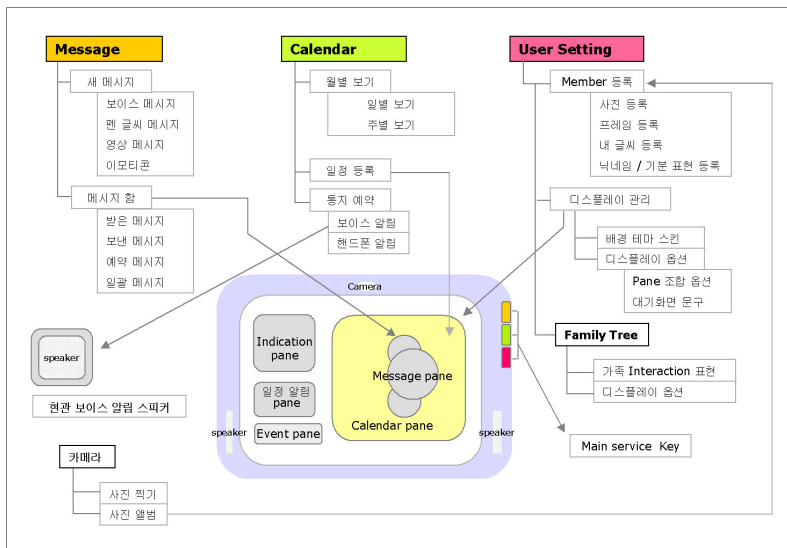 Message
새 메시지
보이스 메시지
펜 글씨 메시지
영상 메시지
이모티콘
메시지 함
받은 메시지
보낸 메시지
예약 메시지
일괄 메시지
Calendar
월별 보기
일별 보기
주별 보기
일정 등록
통지 예약
보이스 알림
핸드폰 알림
User Setting
Member 등록
사진 등록
프레임 등록
내 글씨 등록
닉네임 / 기분 표현 등록
디스플레이 관리
배경 테마 스킨
디스플레이 옵션
Pane 조합 옵션
대기화면 문구
Family Tree
가족 Interaction 표현
디스플레이 옵션
Camera
Indication
pane
일정 알림
pane
Event pane
Message pane
Calendar pane
speaker
speaker
Main service Key
speaker
현관 보이스 알림 스피커
카메라
사진 찍기
사진 앨범